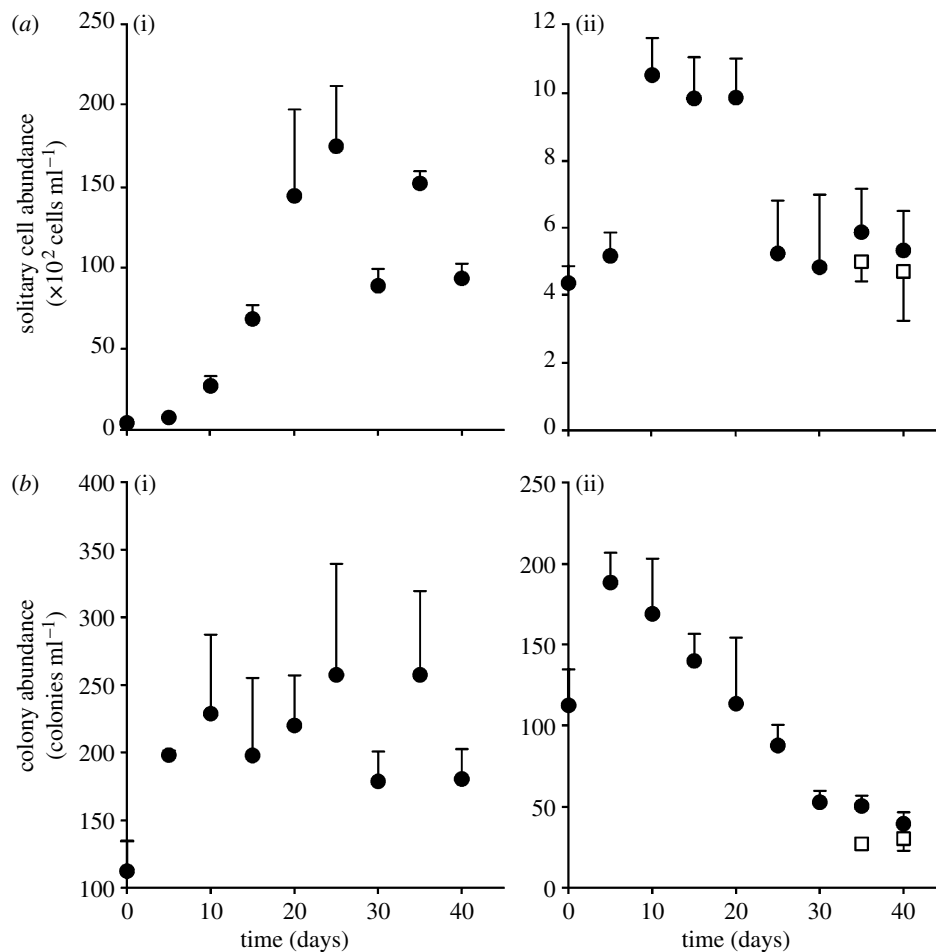 (a)
(i)
250
200
150
100
50
0
solitary cell abundance
(×10² cells ml⁻¹)
(ii)
12
10
8
6
4
2
0
(b)
(i)
400
350
300
250
200
150
100
colony abundance
(colonies ml⁻¹)
0 10 20 30 40
time (days)
(ii)
250
200
150
100
50
0
0 10 20 30 40
time (days)